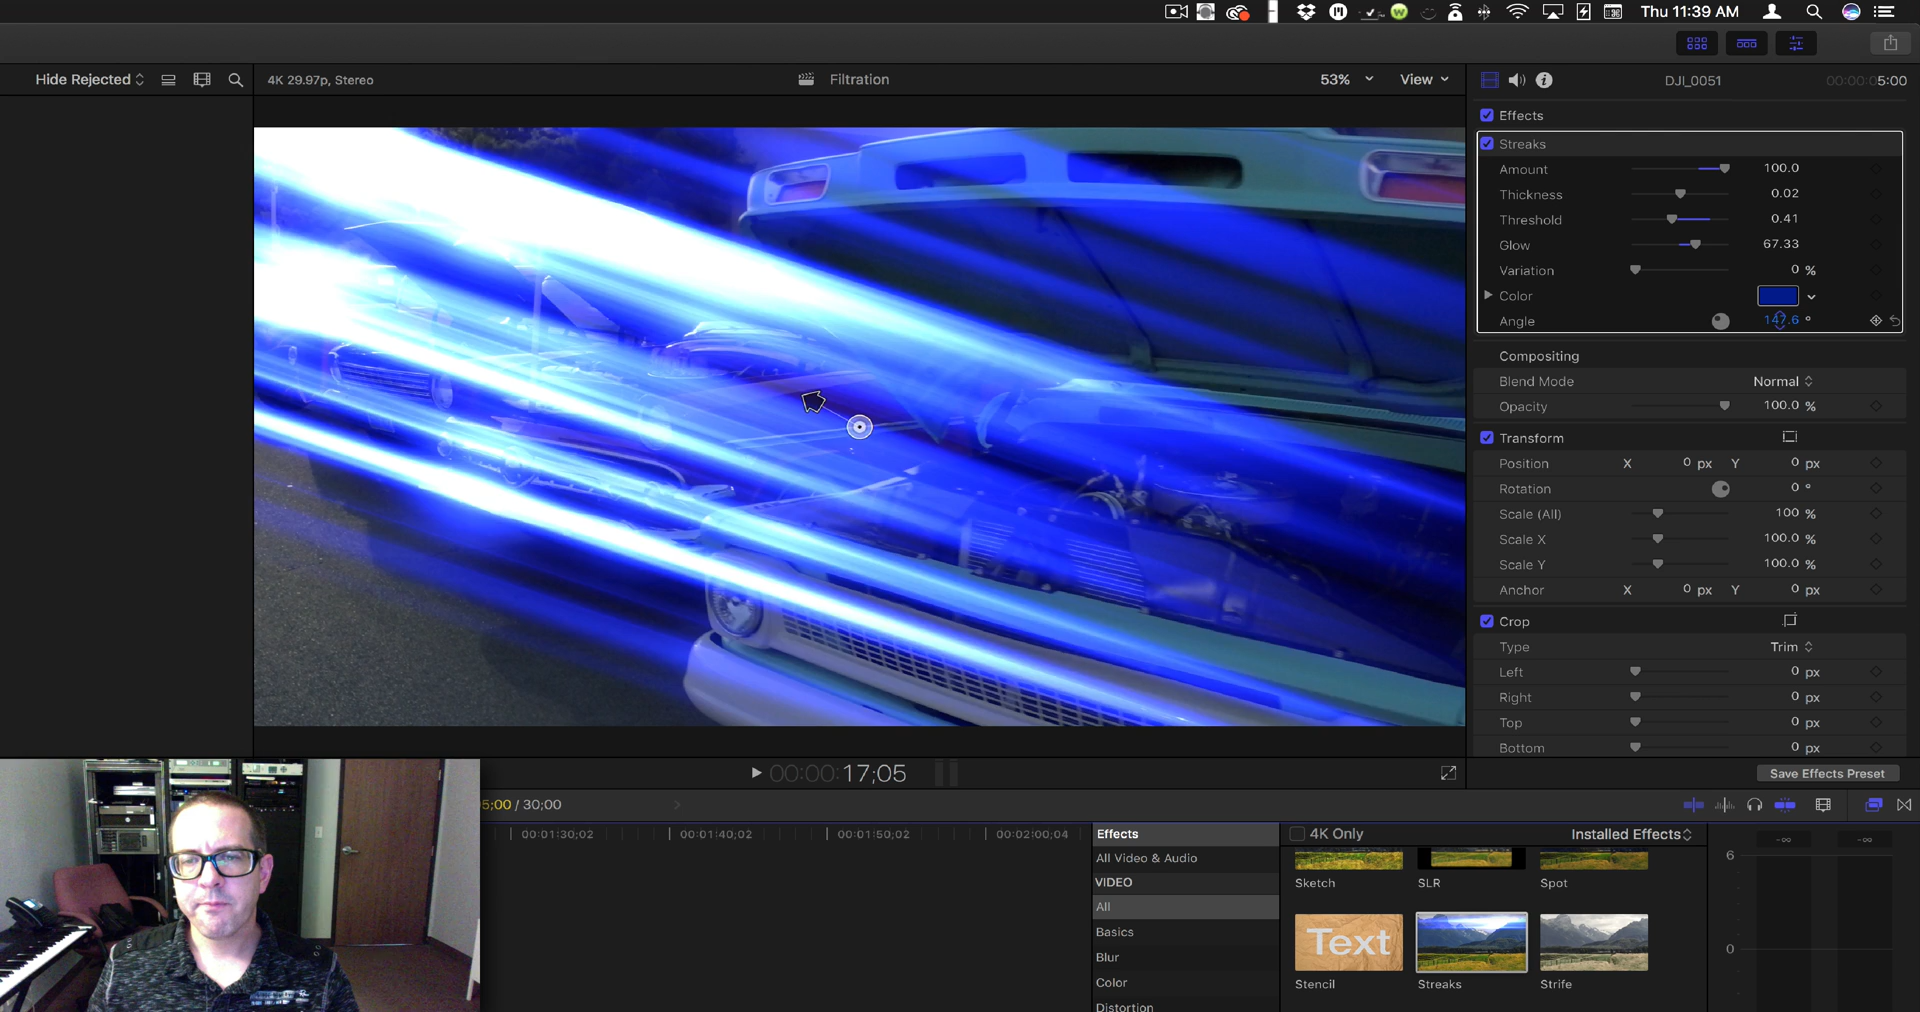 Thu 11:39 AM
Hide Rejected
4K 29.97p, Stereo
Filtration
53%
View
DJI_0051
00:00:05:00
Effects
Streaks
Amount 100.0
Thickness 0.02
Threshold 0.41
Glow 67.33
Variation 0 %
Color
Angle 147.6 °
Compositing
Blend Mode Normal
Opacity 100.0 %
Transform
Position X 0 px Y 0 px
Rotation 0 °
Scale (All) 100 %
Scale X 100.0 %
Scale Y 100.0 %
Anchor X 0 px Y 0 px
Crop
Type Trim
Left 0 px
Right 0 px
Top 0 px
Bottom 0 px
00:00:17;05
Save Effects Preset
5;00 / 30;00
00:01:30;02
00:01:40;02
00:01:50;02
00:02:00;04
Effects
4K Only
Installed Effects
All Video & Audio
VIDEO
All
Basics
Blur
Color
Distortion
Sketch
SLR
Spot
Text
Stencil
Streaks
Strife
-∞
-∞
6
0